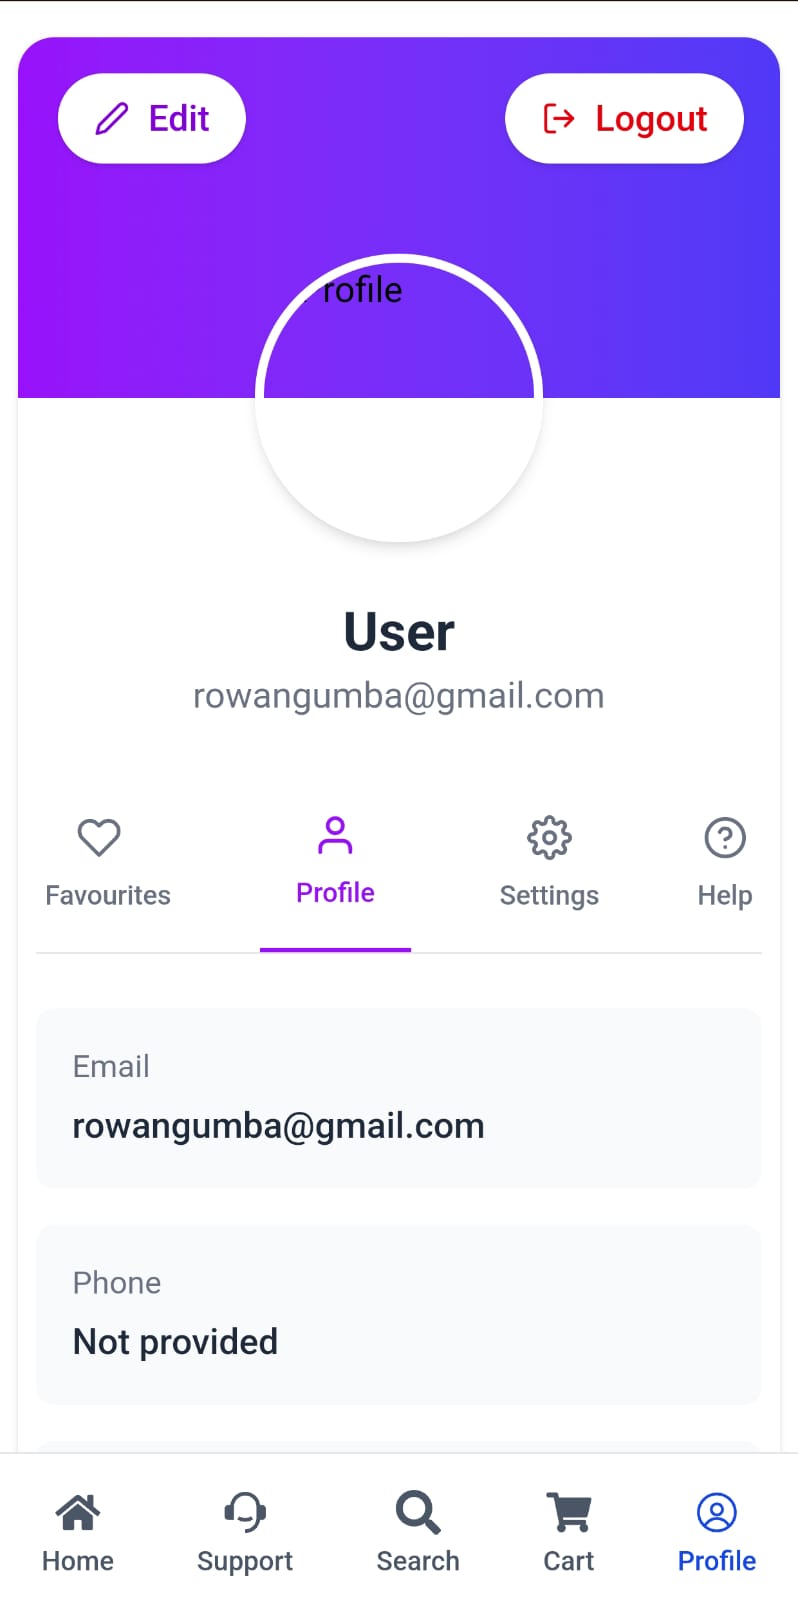 Edit
Logout
rofile
User
rowangumba@gmail.com
Favourites
Profile
Settings
Help
Email
rowangumba@gmail.com
Phone
Not provided
Home
Support
Search
Cart
Profile